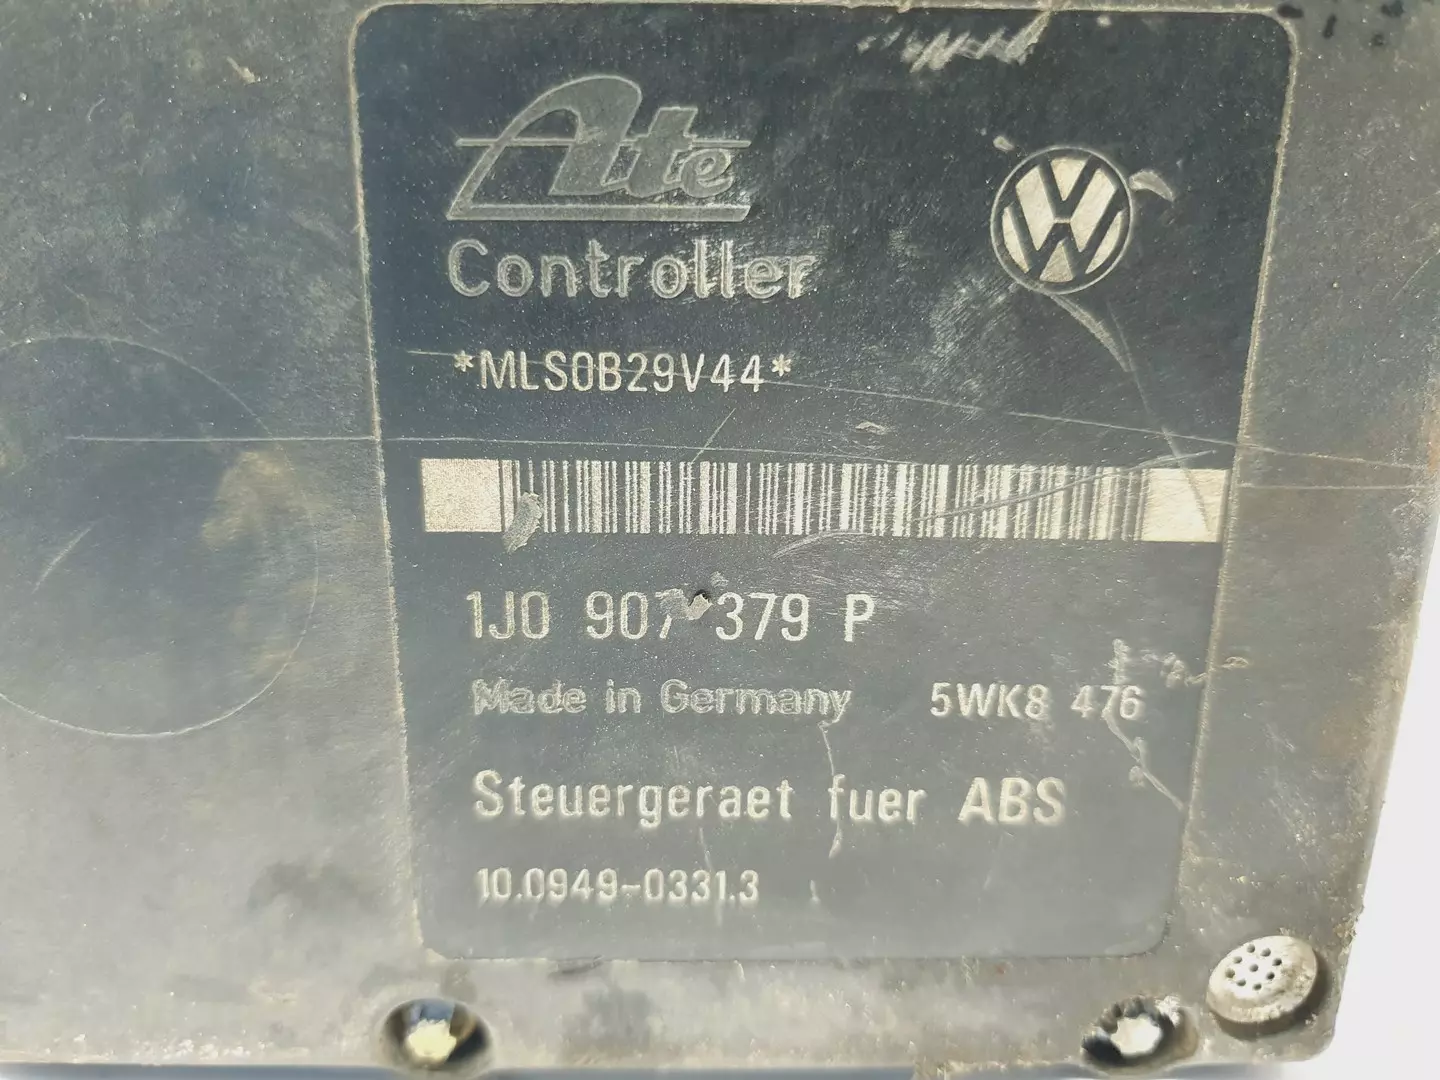 Ate
Controller
*MLS0B29V44*
1J0 907 379 P
Made in Germany 5WK8 476
Steuergeraet fuer ABS
10.0949-0331.3